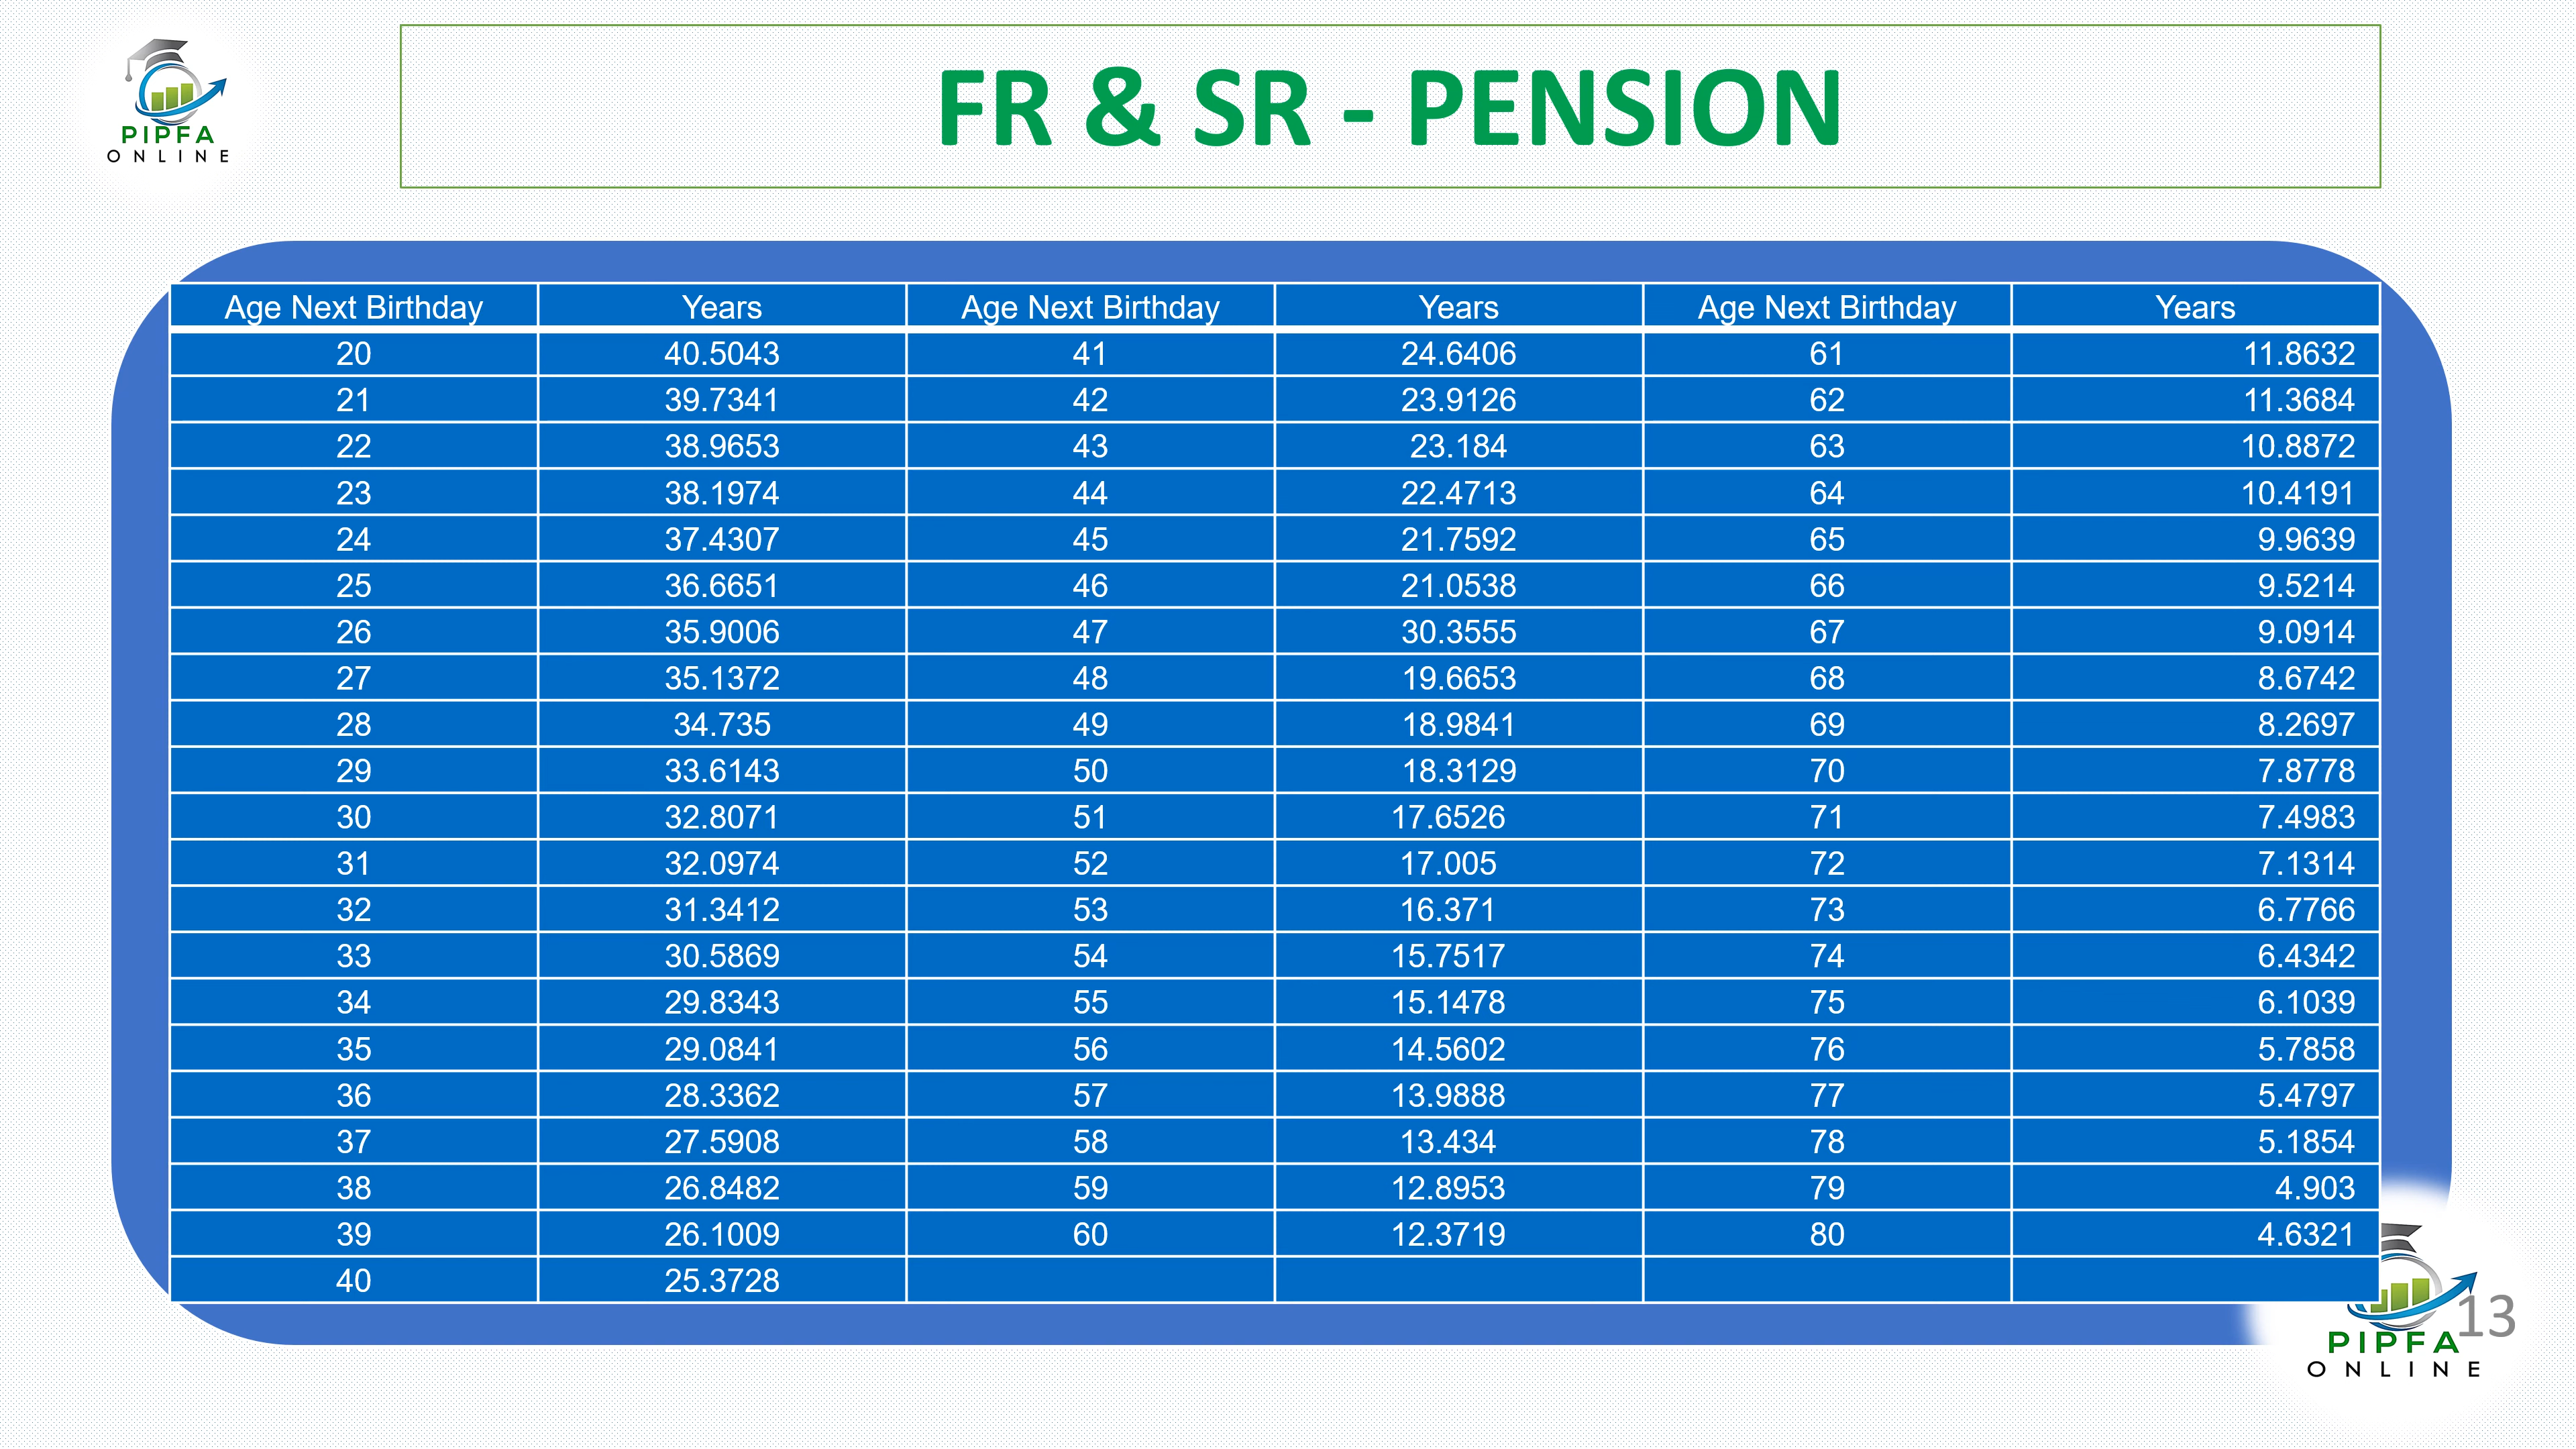 PIPFA
ONLINE
FR & SR - PENSION
Age Next Birthday Years Age Next Birthday Years Age Next Birthday Years
20 40.5043 41 24.6406 61 11.8632
21 39.7341 42 23.9126 62 11.3684
22 38.9653 43 23.184 63 10.8872
23 38.1974 44 22.4713 64 10.4191
24 37.4307 45 21.7592 65 9.9639
25 36.6651 46 21.0538 66 9.5214
26 35.9006 47 30.3555 67 9.0914
27 35.1372 48 19.6653 68 8.6742
28 34.735 49 18.9841 69 8.2697
29 33.6143 50 18.3129 70 7.8778
30 32.8071 51 17.6526 71 7.4983
31 32.0974 52 17.005 72 7.1314
32 31.3412 53 16.371 73 6.7766
33 30.5869 54 15.7517 74 6.4342
34 29.8343 55 15.1478 75 6.1039
35 29.0841 56 14.5602 76 5.7858
36 28.3362 57 13.9888 77 5.4797
37 27.5908 58 13.434 78 5.1854
38 26.8482 59 12.8953 79 4.903
39 26.1009 60 12.3719 80 4.6321
40 25.3728
13
PIPFA
ONLINE